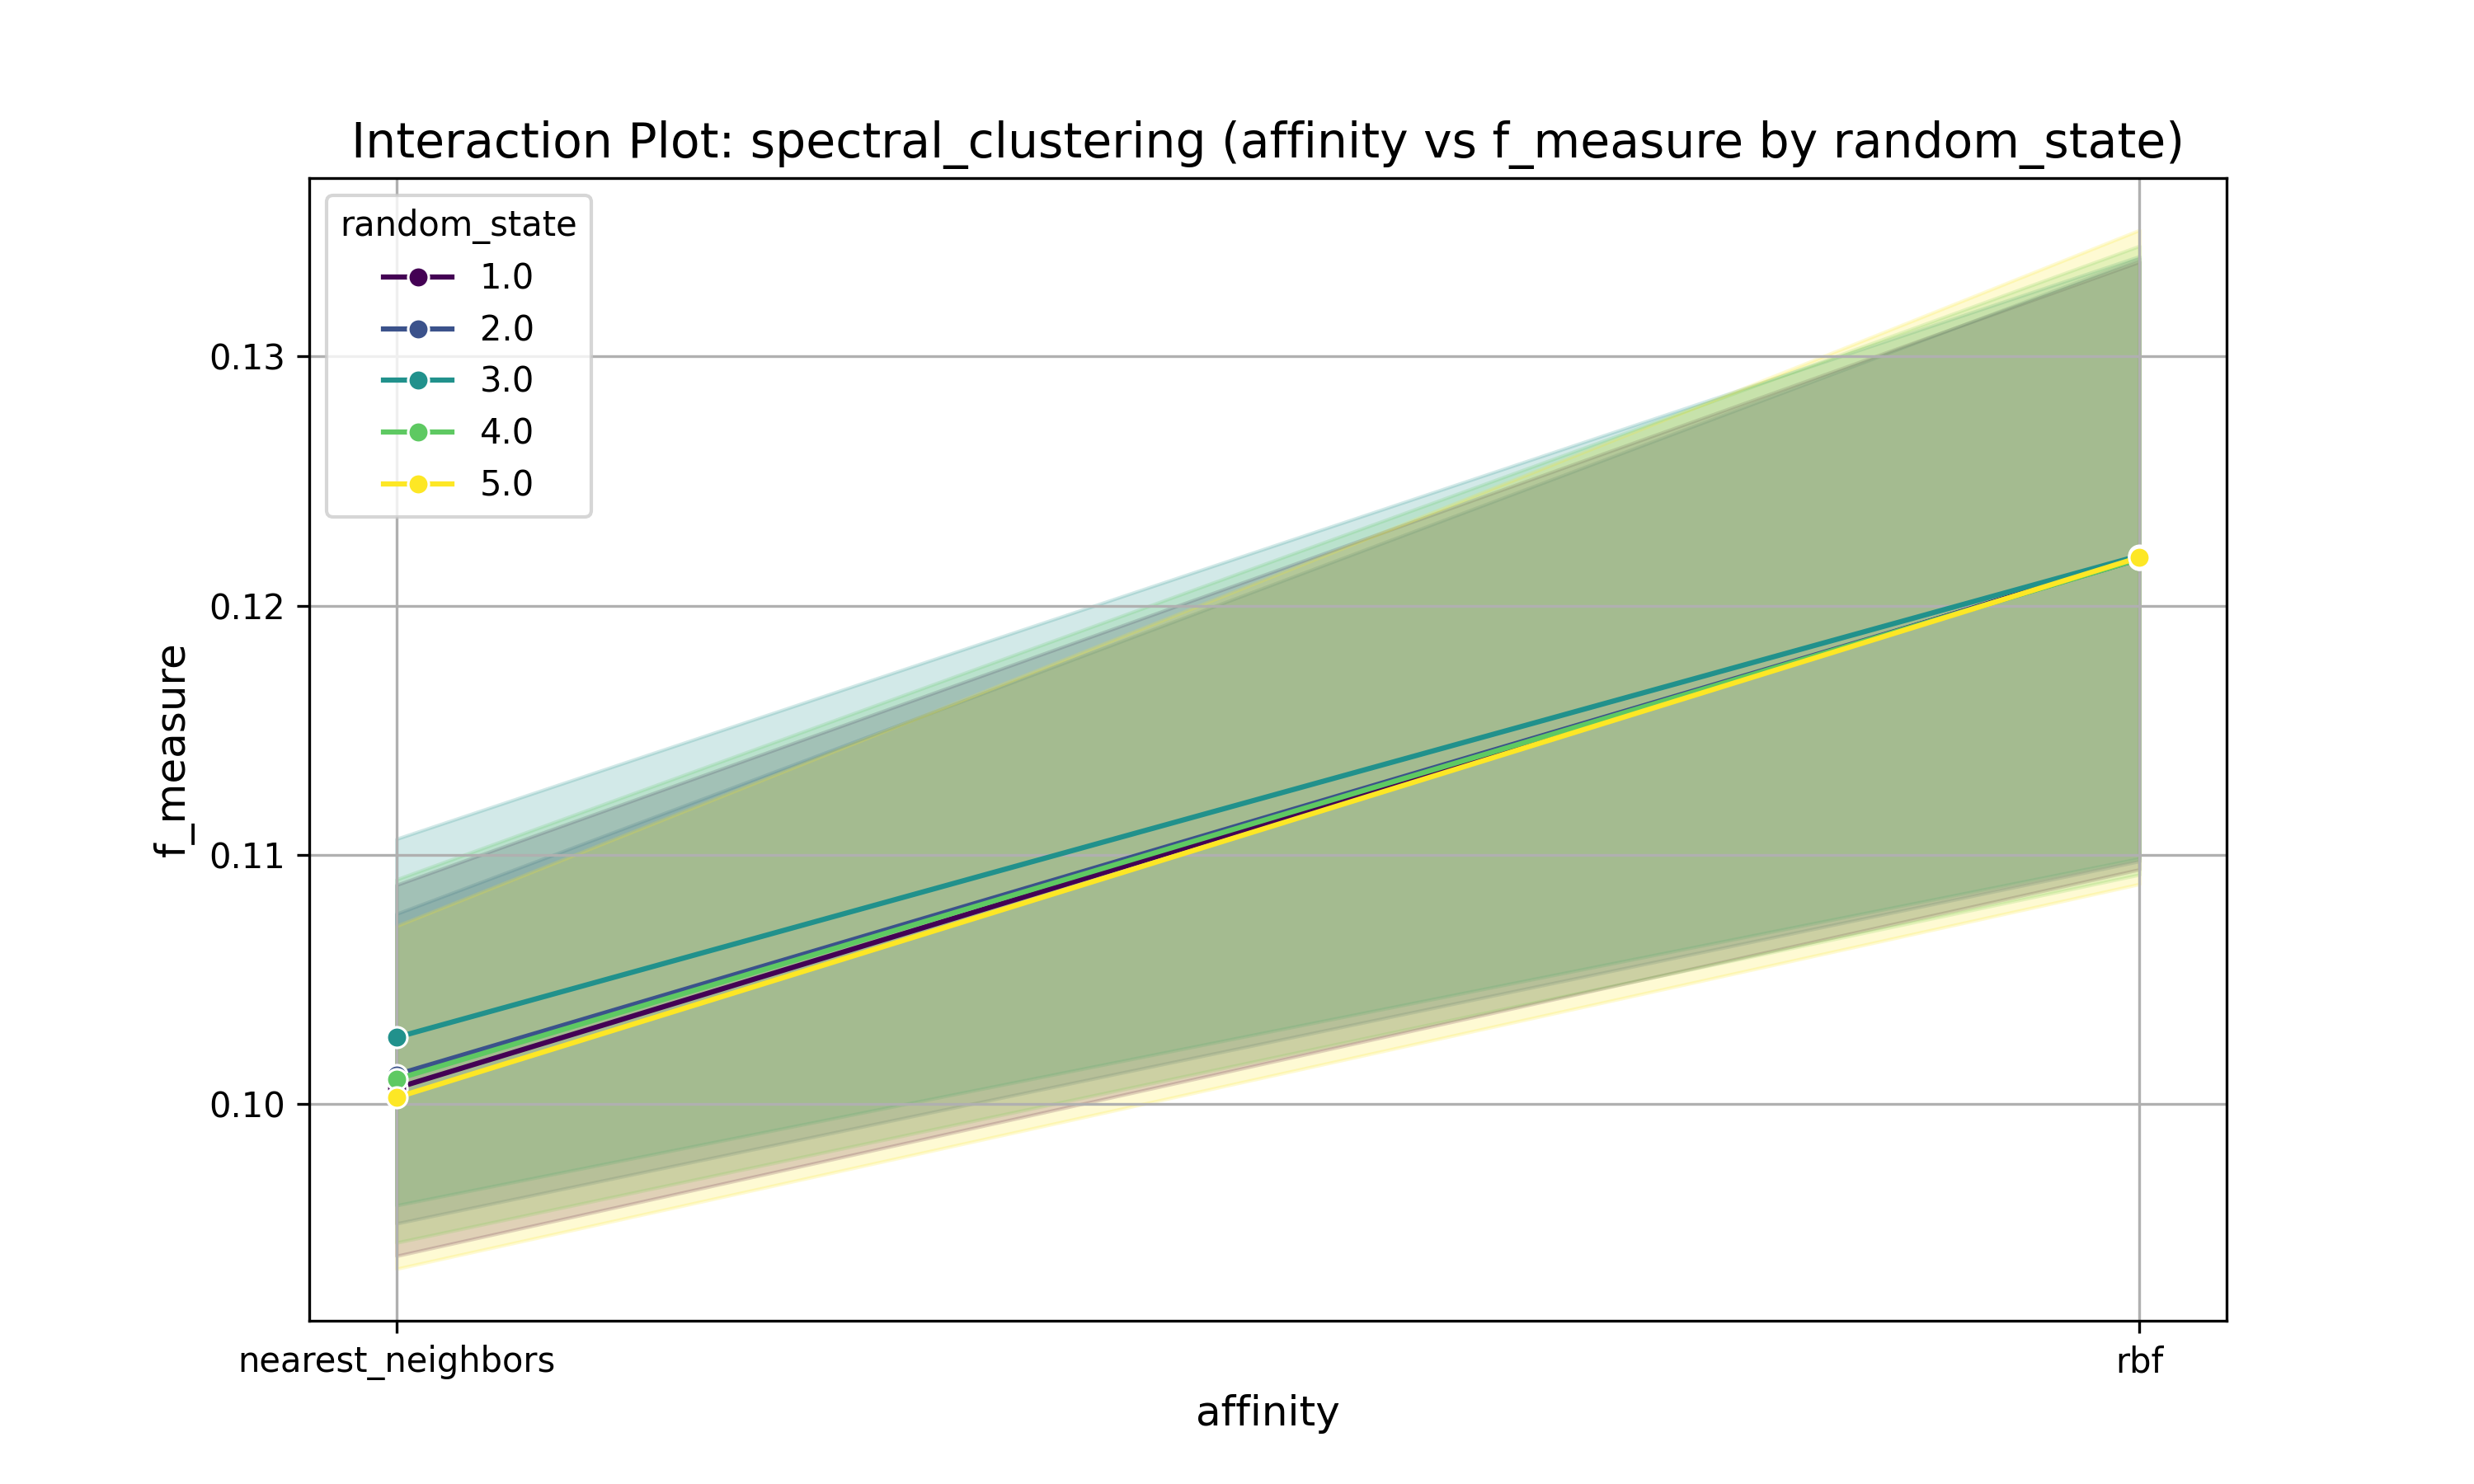 Interaction Plot: spectral_clustering (affinity vs f_measure by random_state)
random_state
1.0
2.0
3.0
4.0
5.0
0.13
0.12
0.11
0.10
f_measure
nearest_neighbors
rbf
affinity